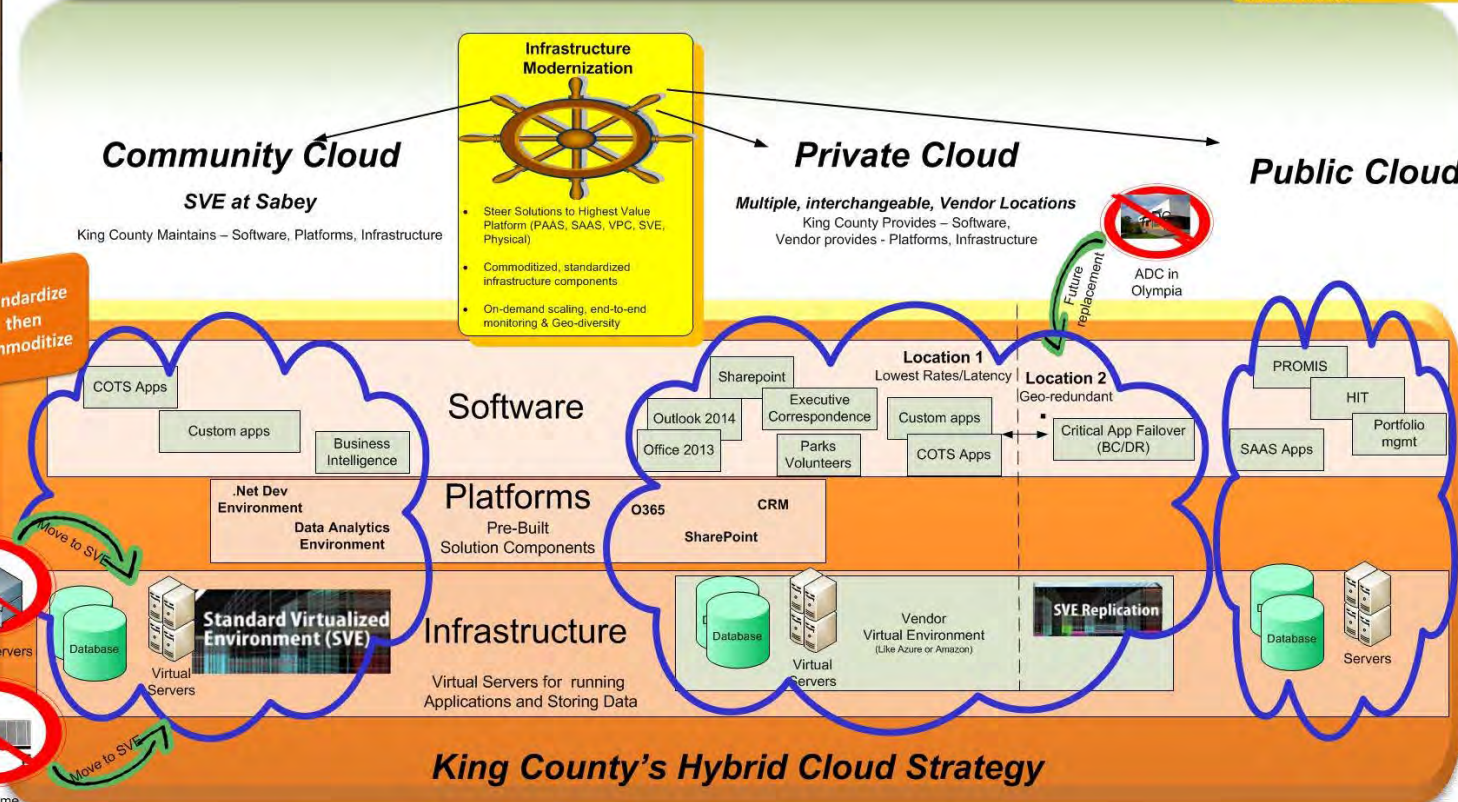 Infrastructure
Modernization
Steer Solutions to Highest Value
Platform (PAAS, SAAS, VPC, SVE,
Physical)
Commoditized, standardized
infrastructure components
On-demand scaling, end-to-end
monitoring & Geo-diversity
Community Cloud
SVE at Sabey
King County Maintains – Software, Platforms, Infrastructure
Private Cloud
Multiple, interchangeable, Vendor Locations
King County Provides – Software,
Vendor provides - Platforms, Infrastructure
Public Cloud
ADC in
Olympia
Future
replacement
ndardize
then
mmoditize
Software
COTS Apps
Custom apps
Business
Intelligence
Sharepoint
Outlook 2014
Office 2013
Executive
Correspondence
Parks
Volunteers
Location 1
Lowest Rates/Latency
Custom apps
COTS Apps
Location 2
Geo-redundant
Critical App Failover
(BC/DR)
PROMIS
HIT
Portfolio
mgmt
SAAS Apps
Platforms
Pre-Built
Solution Components
.Net Dev
Environment
Data Analytics
Environment
O365
CRM
SharePoint
Move to SVE
Infrastructure
Virtual Servers for running
Applications and Storing Data
Database
Virtual
Servers
Standard Virtualized
Environment (SVE)
Database
Virtual
Servers
Vendor
Virtual Environment
(Like Azure or Amazon)
SVE Replication
Database
Servers
ervers
Move to SVE
me
King County's Hybrid Cloud Strategy